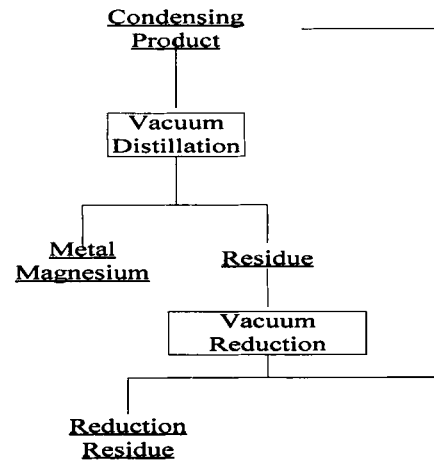 Condensing
Product
Vacuum
Distillation
Metal
Magnesium
Residue
Vacuum
Reduction
Reduction
Residue